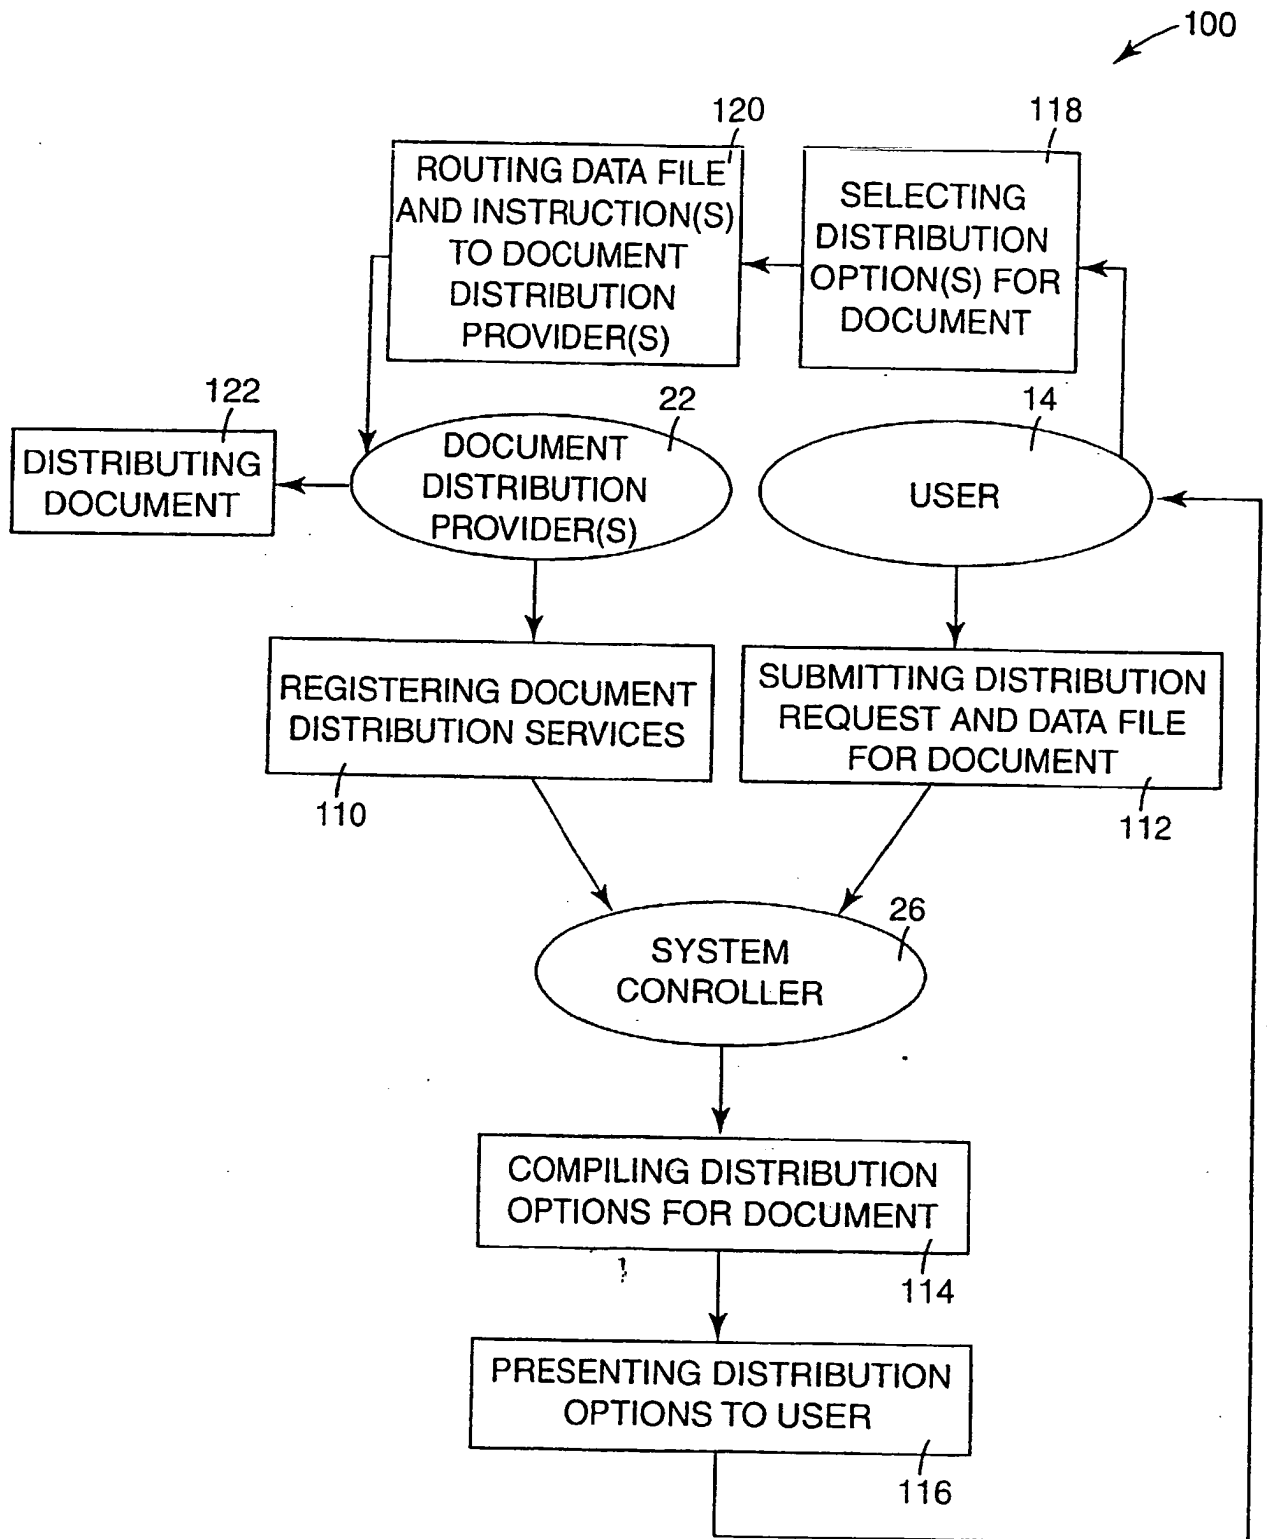 100
120
118
ROUTING DATA FILE
AND INSTRUCTION(S)
TO DOCUMENT
DISTRIBUTION
PROVIDER(S)
SELECTING
DISTRIBUTION
OPTION(S) FOR
DOCUMENT
122
22
14
DISTRIBUTING
DOCUMENT
DOCUMENT
DISTRIBUTION
PROVIDER(S)
USER
REGISTERING DOCUMENT
DISTRIBUTION SERVICES
SUBMITTING DISTRIBUTION
REQUEST AND DATA FILE
FOR DOCUMENT
110
112
26
SYSTEM
CONROLLER
COMPILING DISTRIBUTION
OPTIONS FOR DOCUMENT
114
PRESENTING DISTRIBUTION
OPTIONS TO USER
116